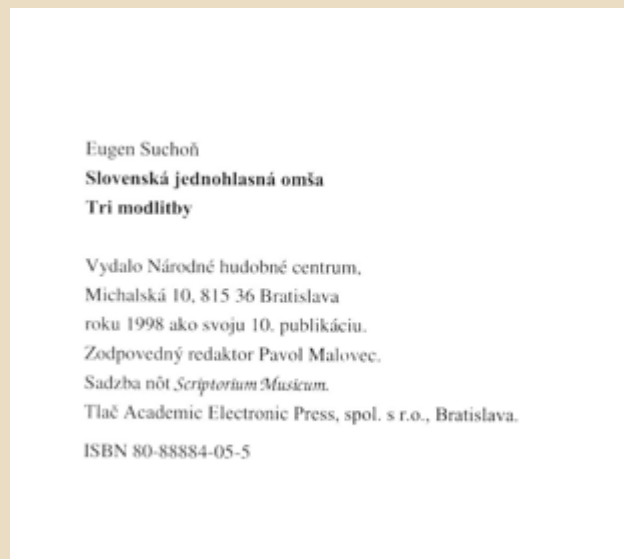 Eugen Suchoň
Slovenská jednohlasná omša
Tri modlitby
Vydalo Národné hudobné centrum,
Michalská 10, 815 36 Bratislava
roku 1998 ako svoju 10. publikáciu.
Zodpovedný redaktor Pavol Malovec.
Sadzba nôt Scriptorium Musicum.
Tlač Academic Electronic Press, spol. s r.o., Bratislava.
ISBN 80-88884-05-5